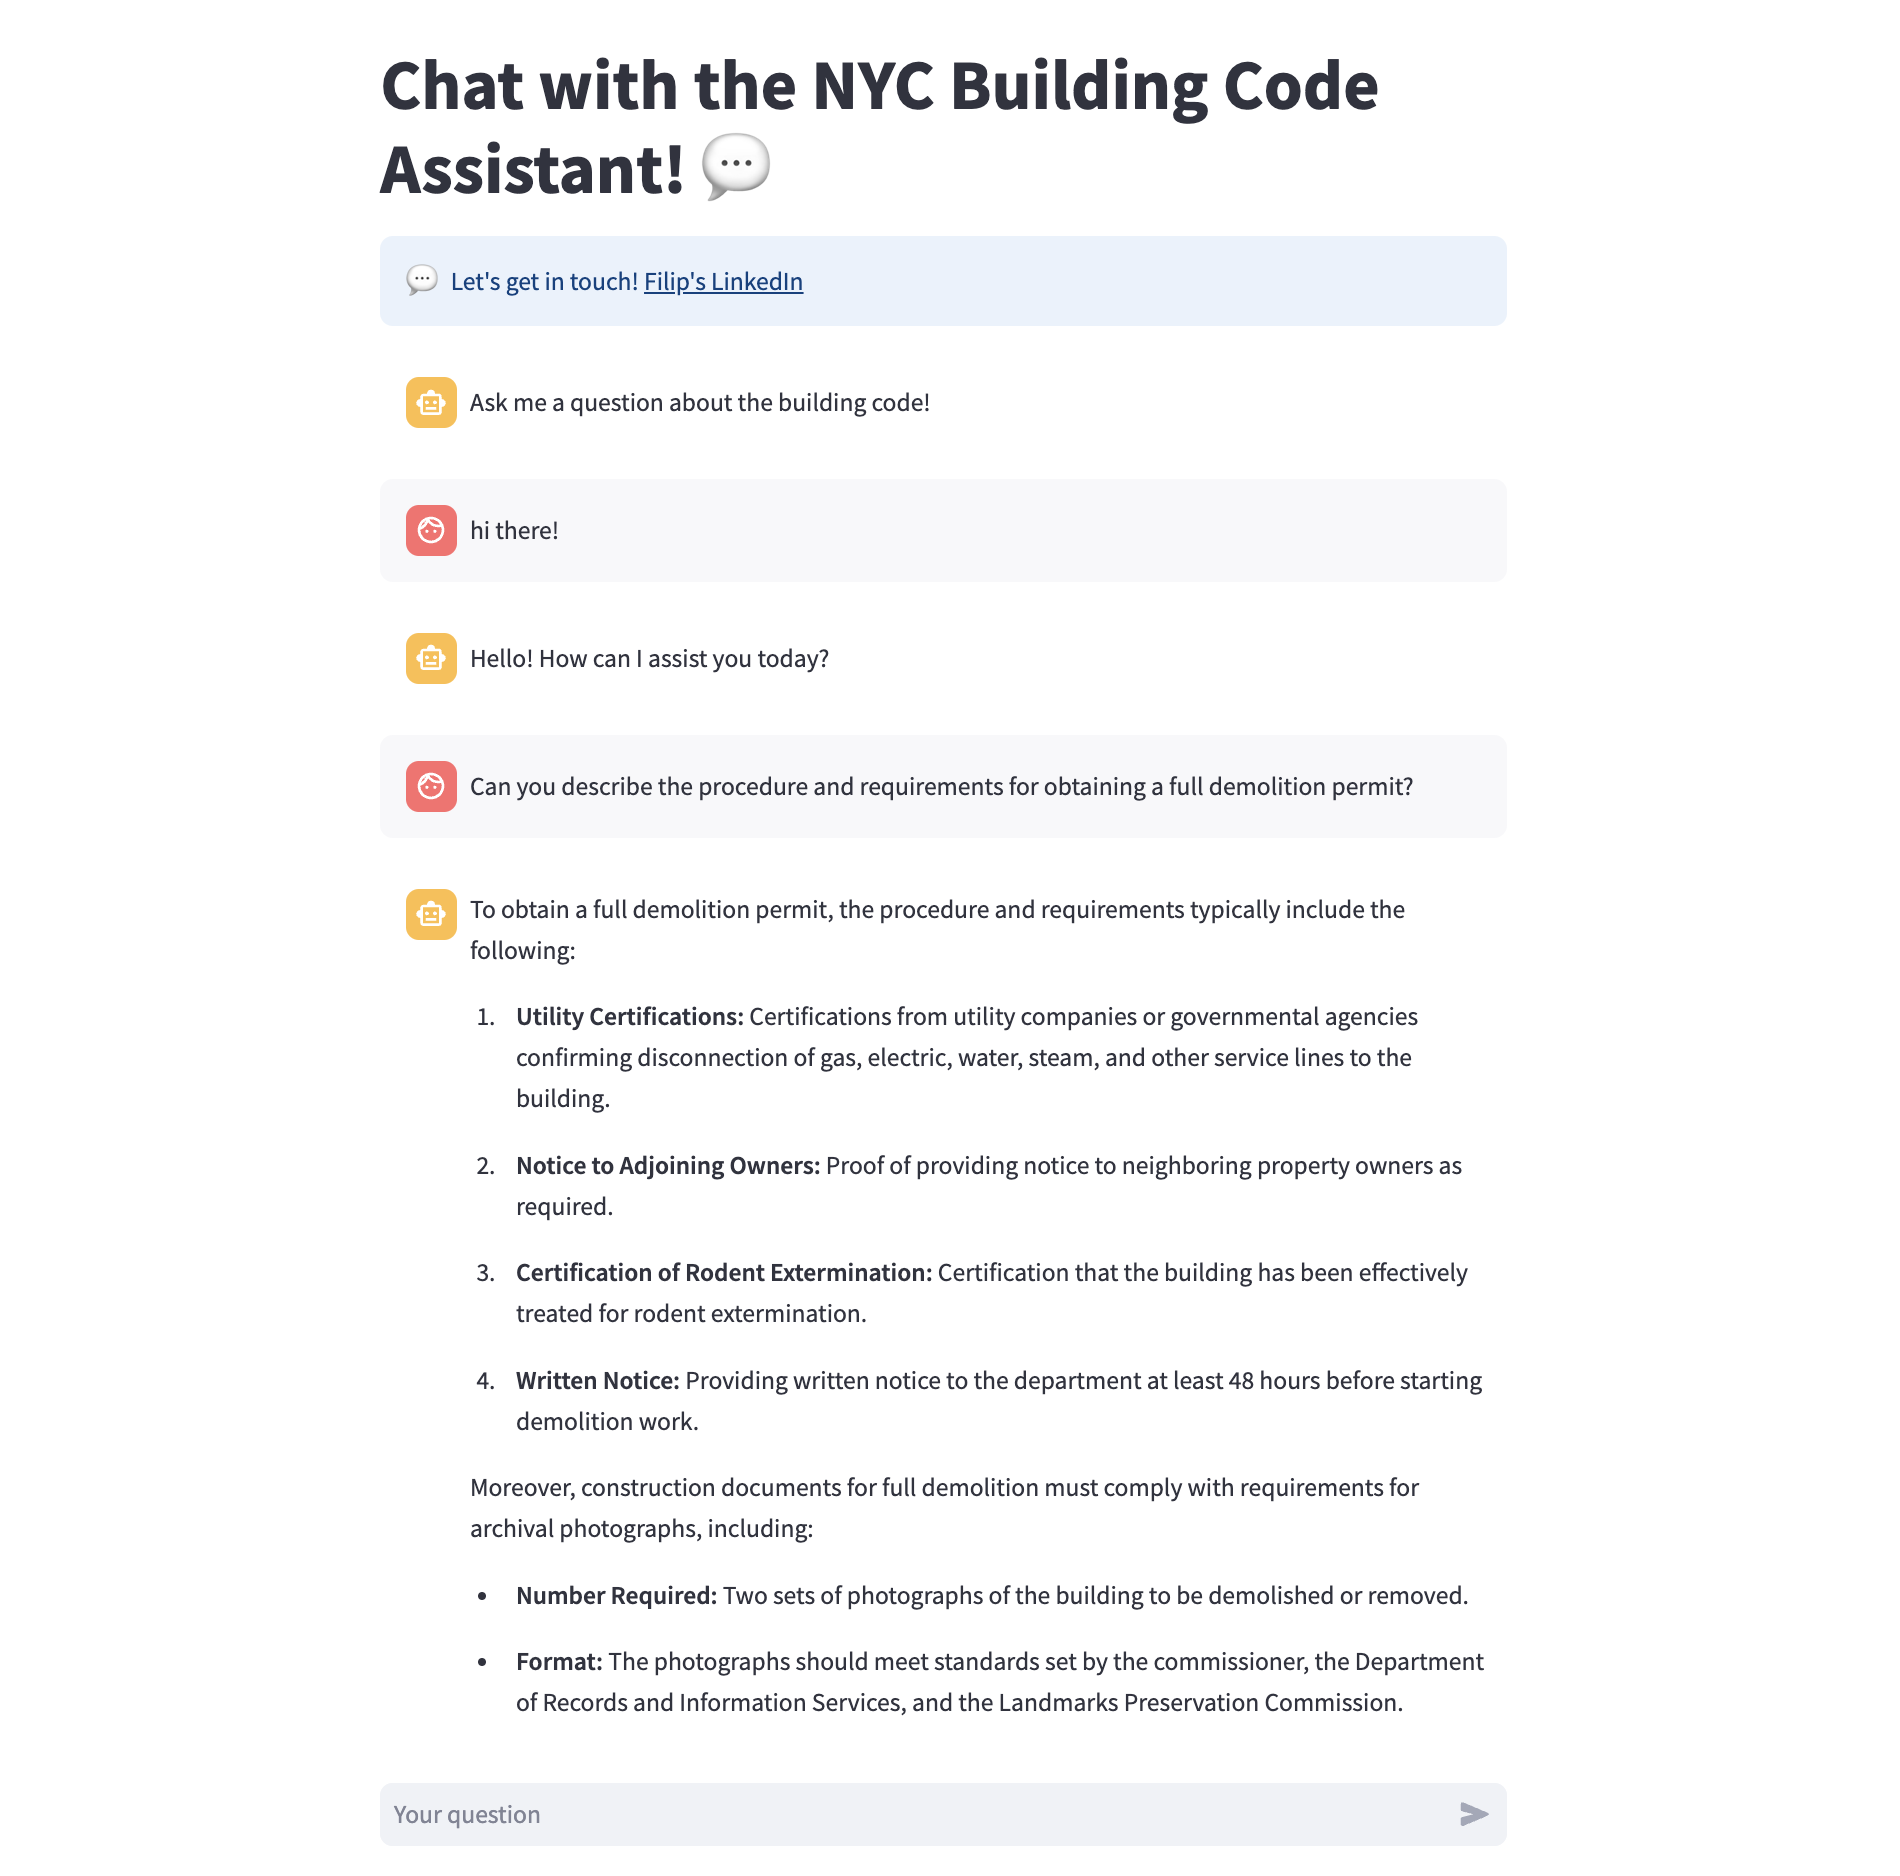 Chat with the NYC Building Code
Assistant! 💬
💬 Let's get in touch! Filip's LinkedIn
Ask me a question about the building code!
hi there!
Hello! How can I assist you today?
Can you describe the procedure and requirements for obtaining a full demolition permit?
To obtain a full demolition permit, the procedure and requirements typically include the
following:
1. Utility Certifications: Certifications from utility companies or governmental agencies
confirming disconnection of gas, electric, water, steam, and other service lines to the
building.
2. Notice to Adjoining Owners: Proof of providing notice to neighboring property owners as
required.
3. Certification of Rodent Extermination: Certification that the building has been effectively
treated for rodent extermination.
4. Written Notice: Providing written notice to the department at least 48 hours before starting
demolition work.
Moreover, construction documents for full demolition must comply with requirements for
archival photographs, including:
• Number Required: Two sets of photographs of the building to be demolished or removed.
• Format: The photographs should meet standards set by the commissioner, the Department
of Records and Information Services, and the Landmarks Preservation Commission.
Your question